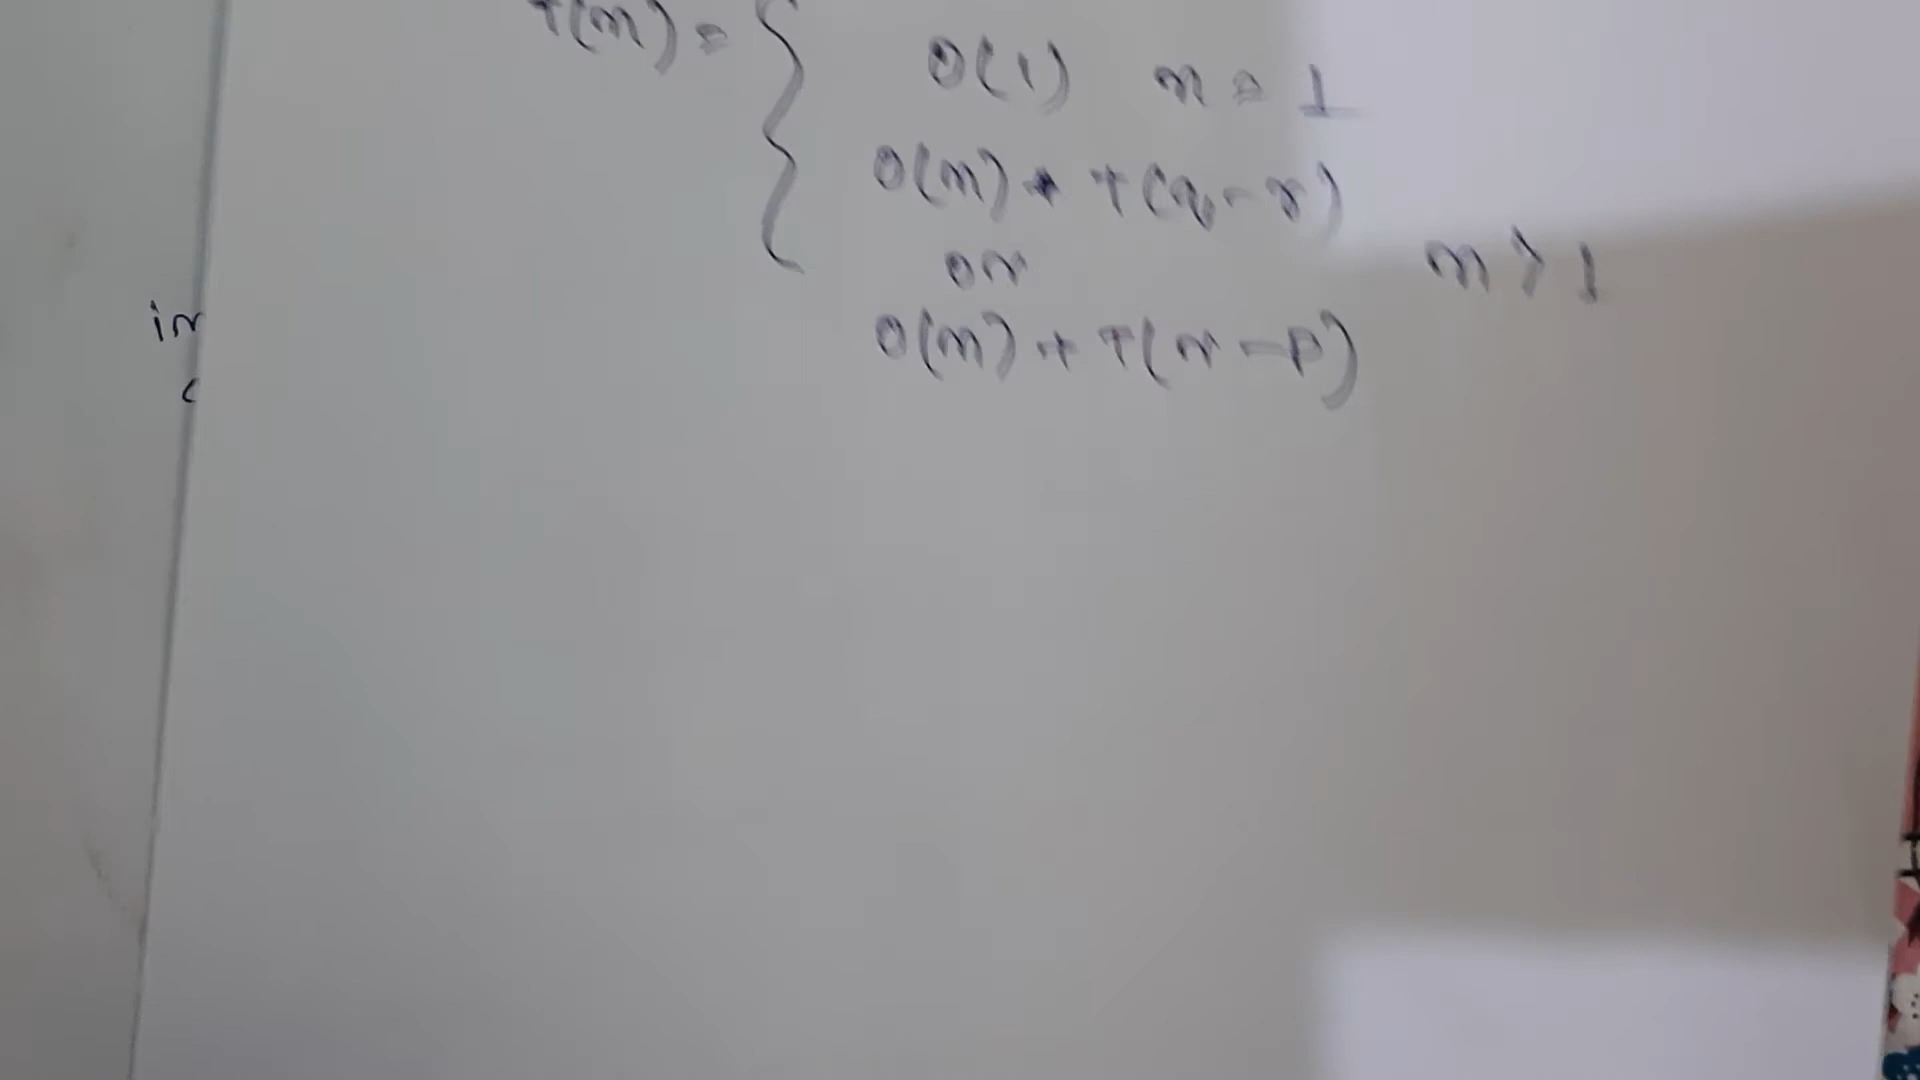 T(n) = { O(1) n = 1
O(n) + T(q - r)
or n > 1
O(n) + T(r - p)
in
c